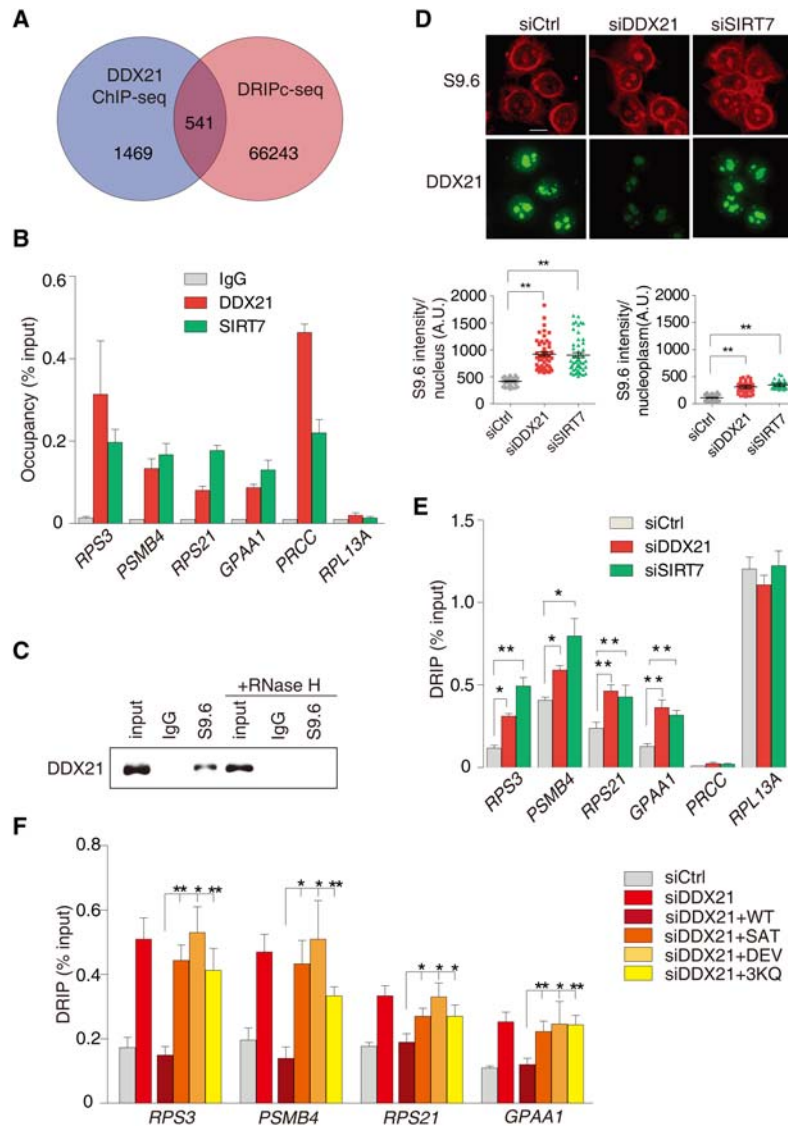 A
DDX21
ChIP-seq
DRIPc-seq
541
1469
66243
B
IgG
DDX21
SIRT7
Occupancy (% input)
0.6
0.4
0.2
0
RPS3
PSMB4
RPS21
GPAA1
PRCC
RPL13A
C
+RNase H
input
IgG
S9.6
input
IgG
S9.6
DDX21
D
siCtrl
siDDX21
siSIRT7
S9.6
DDX21
S9.6 intensity/
nucleus (A.U.)
2000
1500
1000
500
0
**
**
siCtrl
siDDX21
siSIRT7
S9.6 intensity/
nucleoplasm(A.U.)
2000
1500
1000
500
0
**
**
siCtrl
siDDX21
siSIRT7
E
siCtrl
siDDX21
siSIRT7
DRIP (% input)
1.5
1.0
0.5
0.0
* *
*
*
*
* *
**
* *
* *
RPS3
PSMB4
RPS21
GPAA1
PRCC
RPL13A
F
DRIP (% input)
0.8
0.6
0.4
0.2
0
** * **
* * **
* * *
** * **
RPS3
PSMB4
RPS21
GPAA1
siCtrl
siDDX21
siDDX21+WT
siDDX21+SAT
siDDX21+DEV
siDDX21+3KQ